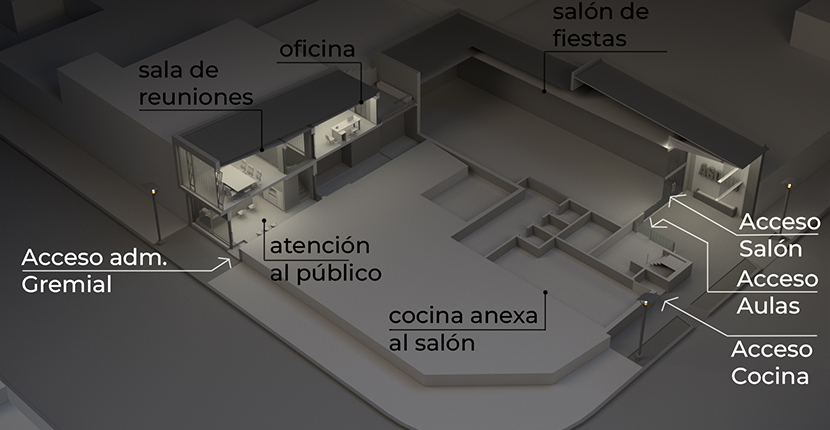 salón de
fiestas
oficina
sala de
reuniones
Acceso adm.
Gremial
atención
al público
cocina anexa
al salón
Acceso
Salón
Acceso
Aulas
Acceso
Cocina